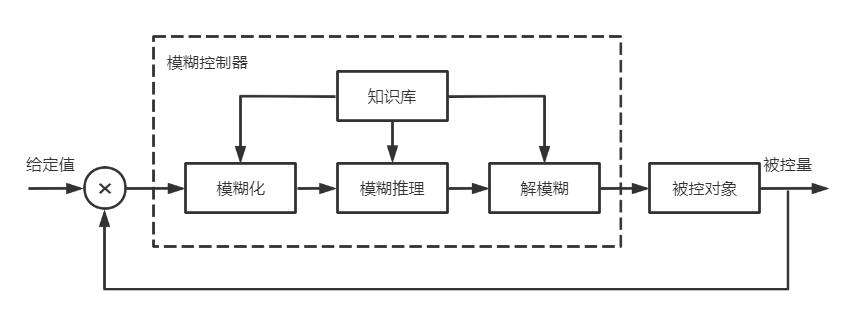 模糊控制器
知识库
给定值
被控量
模糊化
模糊推理
解模糊
被控对象